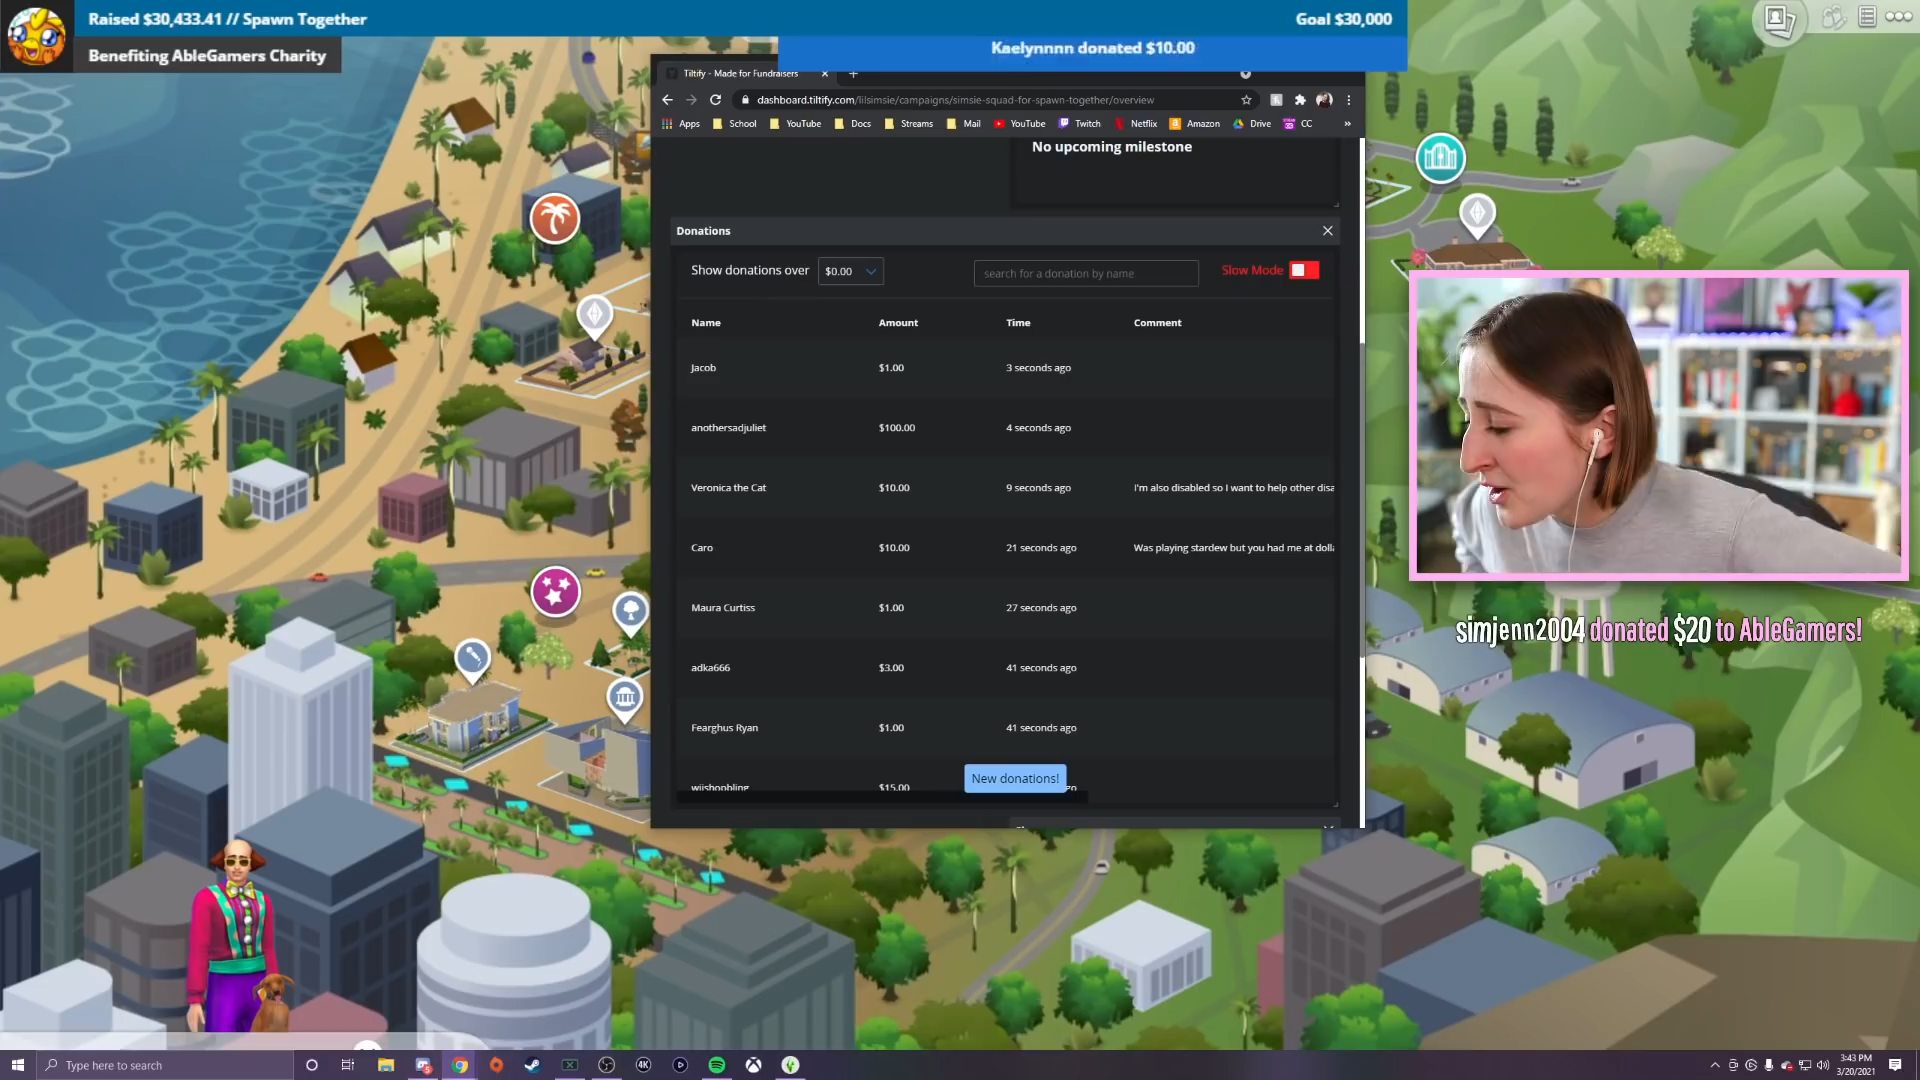 Raised $30,433.41 // Spawn Together
Goal $30,000
Benefiting AbleGamers Charity
Kaelynnnn donated $10.00
Tiltify - Made for Fundraisers
dashboard.tiltify.com/lilsimsie/campaigns/simsie-squad-for-spawn-together/overview
Apps School YouTube Docs Streams Mail YouTube Twitch Netflix Amazon Drive CC »
No upcoming milestone
Donations
Show donations over $0.00 search for a donation by name Slow Mode
Name Amount Time Comment
Jacob $1.00 3 seconds ago
anothersadjuliet $100.00 4 seconds ago
Veronica the Cat $10.00 9 seconds ago I'm also disabled so I want to help other disa
Caro $10.00 21 seconds ago Was playing stardew but you had me at doll
Maura Curtiss $1.00 27 seconds ago
adka666 $3.00 41 seconds ago
Fearghus Ryan $1.00 41 seconds ago
wiishopbling $15.00 ago
New donations!
simjenn2004 donated $20 to AbleGamers!
Type here to search
4K
3:43 PM
3/20/2021